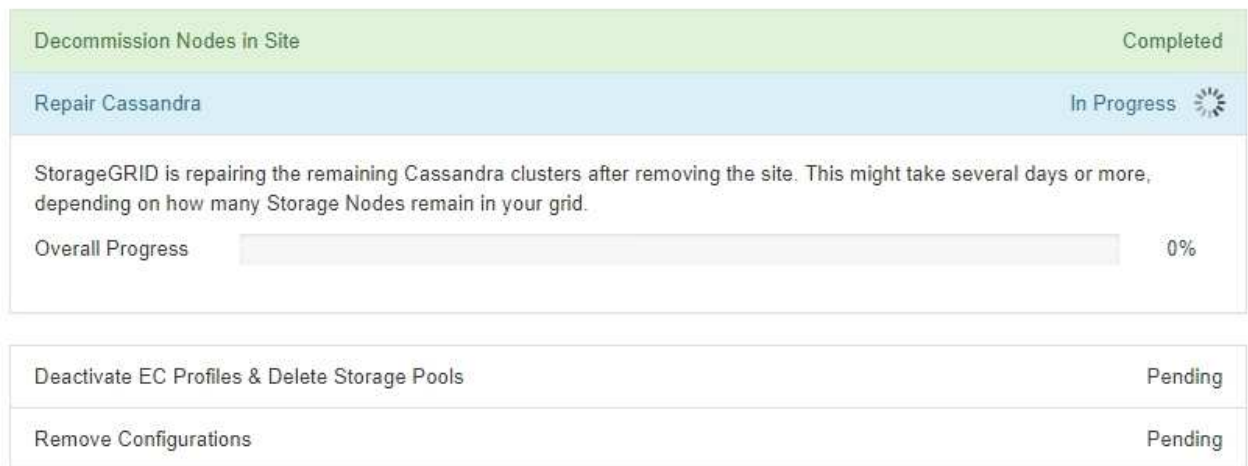 Decommission Nodes in Site Completed
Repair Cassandra In Progress
StorageGRID is repairing the remaining Cassandra clusters after removing the site. This might take several days or more,
depending on how many Storage Nodes remain in your grid.
Overall Progress 0%
Deactivate EC Profiles & Delete Storage Pools Pending
Remove Configurations Pending